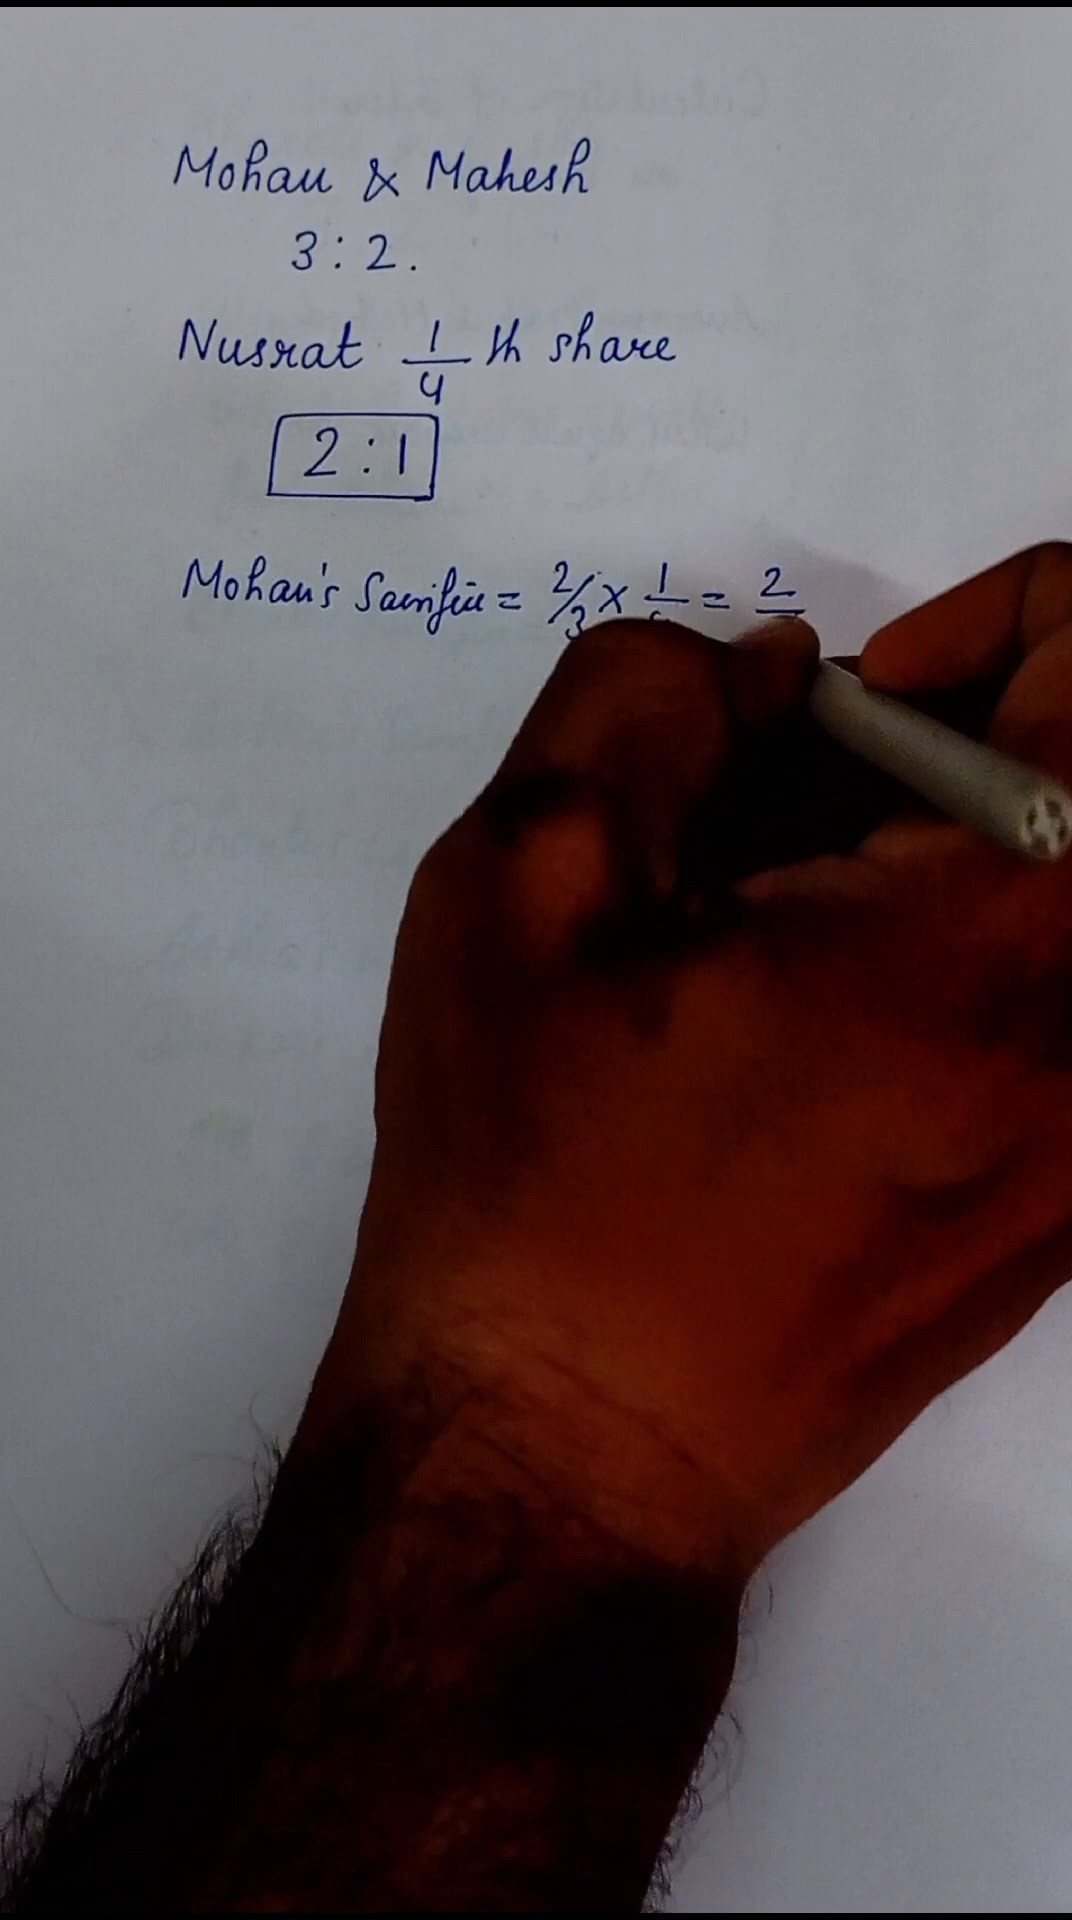 Mohan & Mahesh
3 : 2.
Nusrat 1/4 th share
2 : 1
Mohan's Sacrifice = 2/3 × 1 = 2